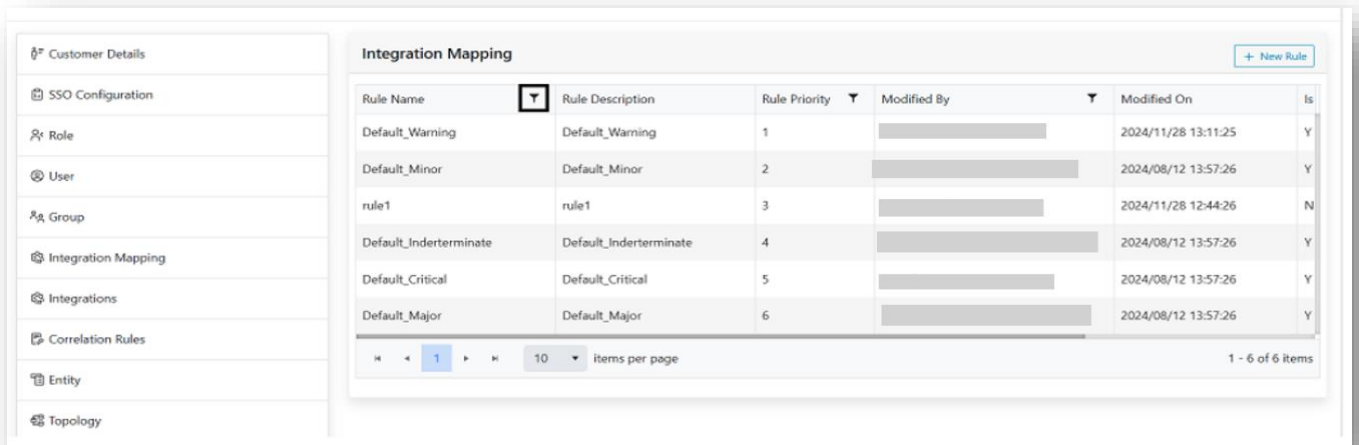 Customer Details
SSO Configuration
Role
User
Group
Integration Mapping
Integrations
Correlation Rules
Entity
Topology
Integration Mapping
+ New Rule
Rule Name Rule Description Rule Priority Modified By Modified On Is
Default_Warning Default_Warning 1 2024/11/28 13:11:25 Y
Default_Minor Default_Minor 2 2024/08/12 13:57:26 Y
rule1 rule1 3 2024/11/28 12:44:26 N
Default_Inderterminate Default_Inderterminate 4 2024/08/12 13:57:26 Y
Default_Critical Default_Critical 5 2024/08/12 13:57:26 Y
Default_Major Default_Major 6 2024/08/12 13:57:26 Y
1 10 items per page 1 - 6 of 6 items